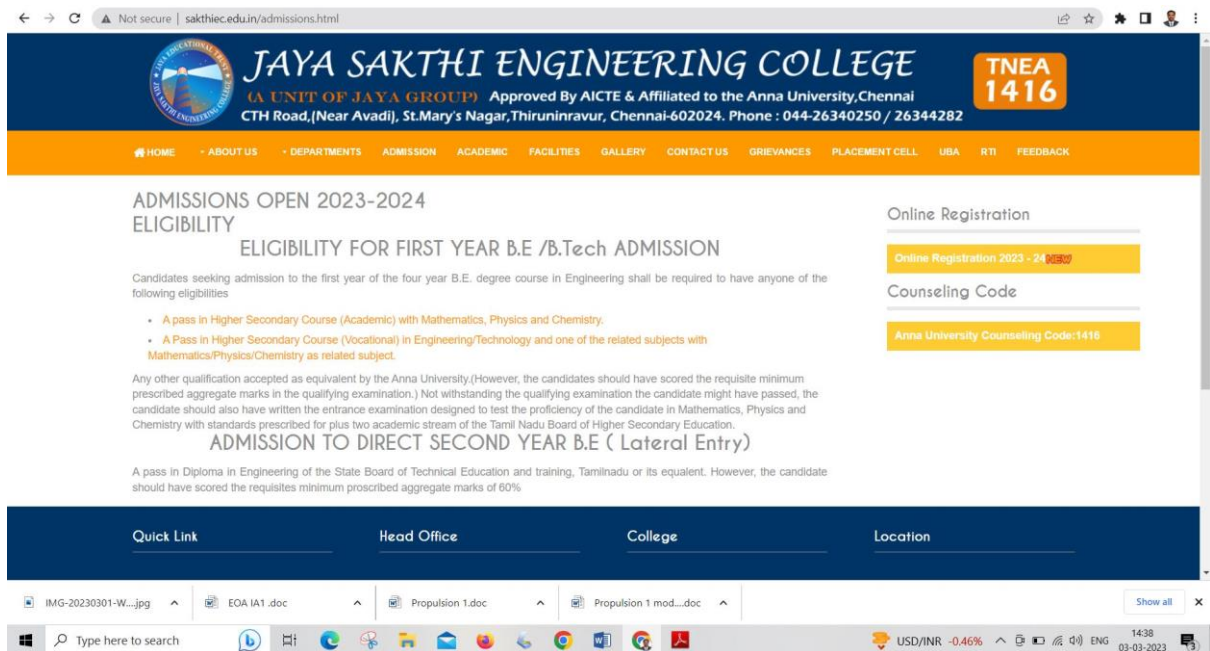 Not secure | sakthiec.edu.in/admissions.html
JAYA SAKTHI ENGINEERING COLLEGE
(A UNIT OF JAYA GROUP) Approved By AICTE & Affiliated to the Anna University,Chennai
CTH Road,(Near Avadi), St.Mary's Nagar,Thiruninravur, Chennai-602024. Phone : 044-26340250 / 26344282
TNEA
1416
HOME ABOUT US DEPARTMENTS ADMISSION ACADEMIC FACILITIES GALLERY CONTACT US GRIEVANCES PLACEMENT CELL UBA RTI FEEDBACK
ADMISSIONS OPEN 2023-2024
ELIGIBILITY
ELIGIBILITY FOR FIRST YEAR B.E /B.Tech ADMISSION
Candidates seeking admission to the first year of the four year B.E. degree course in Engineering shall be required to have anyone of the
following eligibilities
• A pass in Higher Secondary Course (Academic) with Mathematics, Physics and Chemistry.
• A Pass in Higher Secondary Course (Vocational) in Engineering/Technology and one of the related subjects with
Mathematics/Physics/Chemistry as related subject.
Any other qualification accepted as equivalent by the Anna University.(However, the candidates should have scored the requisite minimum
prescribed aggregate marks in the qualifying examination.) Not withstanding the qualifying examination the candidate might have passed, the
candidate should also have written the entrance examination designed to test the proficiency of the candidate in Mathematics, Physics and
Chemistry with standards prescribed for plus two academic stream of the Tamil Nadu Board of Higher Secondary Education.
ADMISSION TO DIRECT SECOND YEAR B.E ( Lateral Entry)
A pass in Diploma in Engineering of the State Board of Technical Education and training, Tamilnadu or its equalent. However, the candidate
should have scored the requisites minimum proscribed aggregate marks of 60%
Online Registration
Online Registration 2023 - 24 NEW
Counseling Code
Anna University Counseling Code:1416
Quick Link Head Office College Location
IMG-20230301-W....jpg EOA IA1 .doc Propulsion 1.doc Propulsion 1 mod....doc Show all
Type here to search USD/INR -0.46% ENG 14:38
03-03-2023